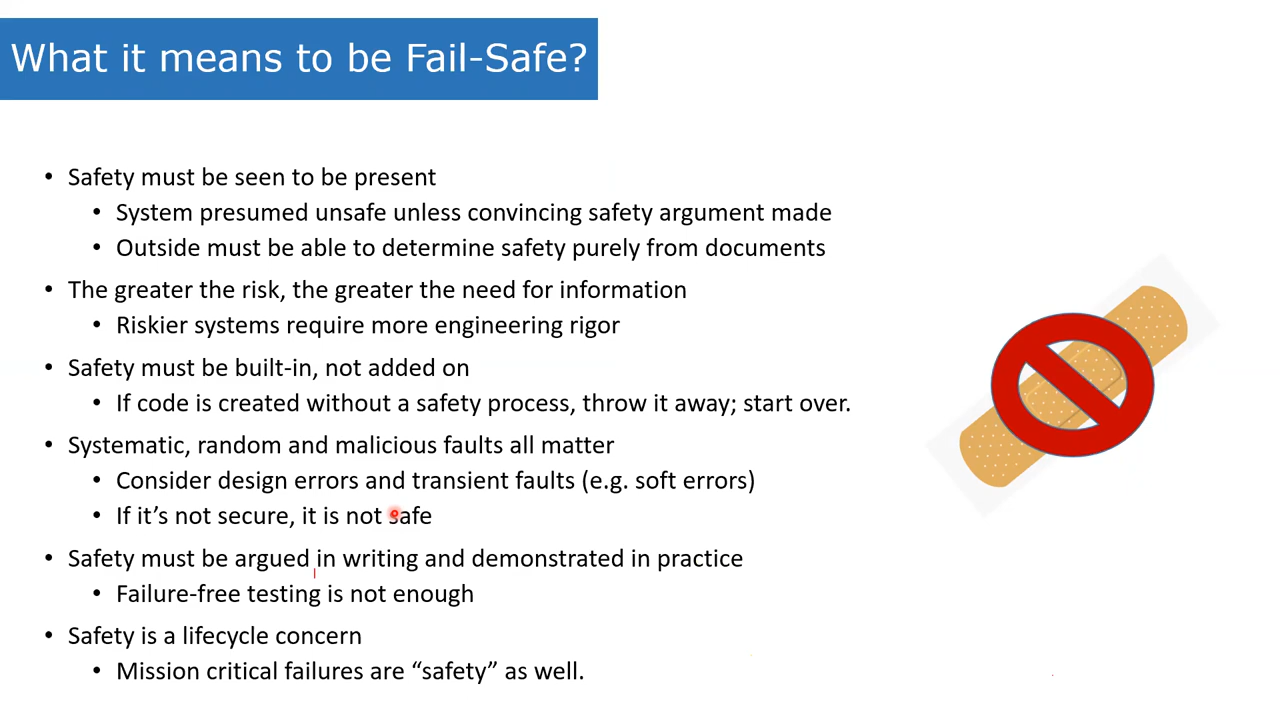 What it means to be Fail-Safe?
• Safety must be seen to be present
• System presumed unsafe unless convincing safety argument made
• Outside must be able to determine safety purely from documents
• The greater the risk, the greater the need for information
• Riskier systems require more engineering rigor
• Safety must be built-in, not added on
• If code is created without a safety process, throw it away; start over.
• Systematic, random and malicious faults all matter
• Consider design errors and transient faults (e.g. soft errors)
• If it’s not secure, it is not safe
• Safety must be argued in writing and demonstrated in practice
• Failure-free testing is not enough
• Safety is a lifecycle concern
• Mission critical failures are “safety” as well.